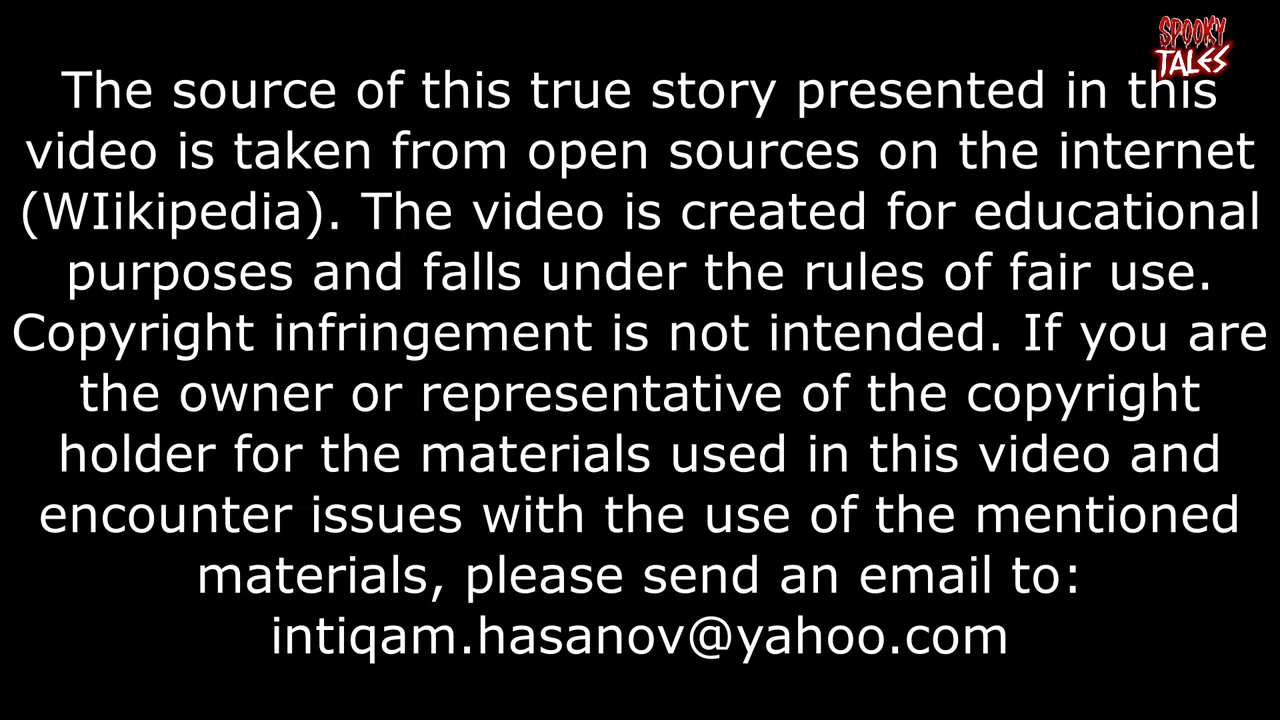 SPOOKY
TALES
The source of this true story presented in this
video is taken from open sources on the internet
(WIikipedia). The video is created for educational
purposes and falls under the rules of fair use.
Copyright infringement is not intended. If you are
the owner or representative of the copyright
holder for the materials used in this video and
encounter issues with the use of the mentioned
materials, please send an email to:
intiqam.hasanov@yahoo.com